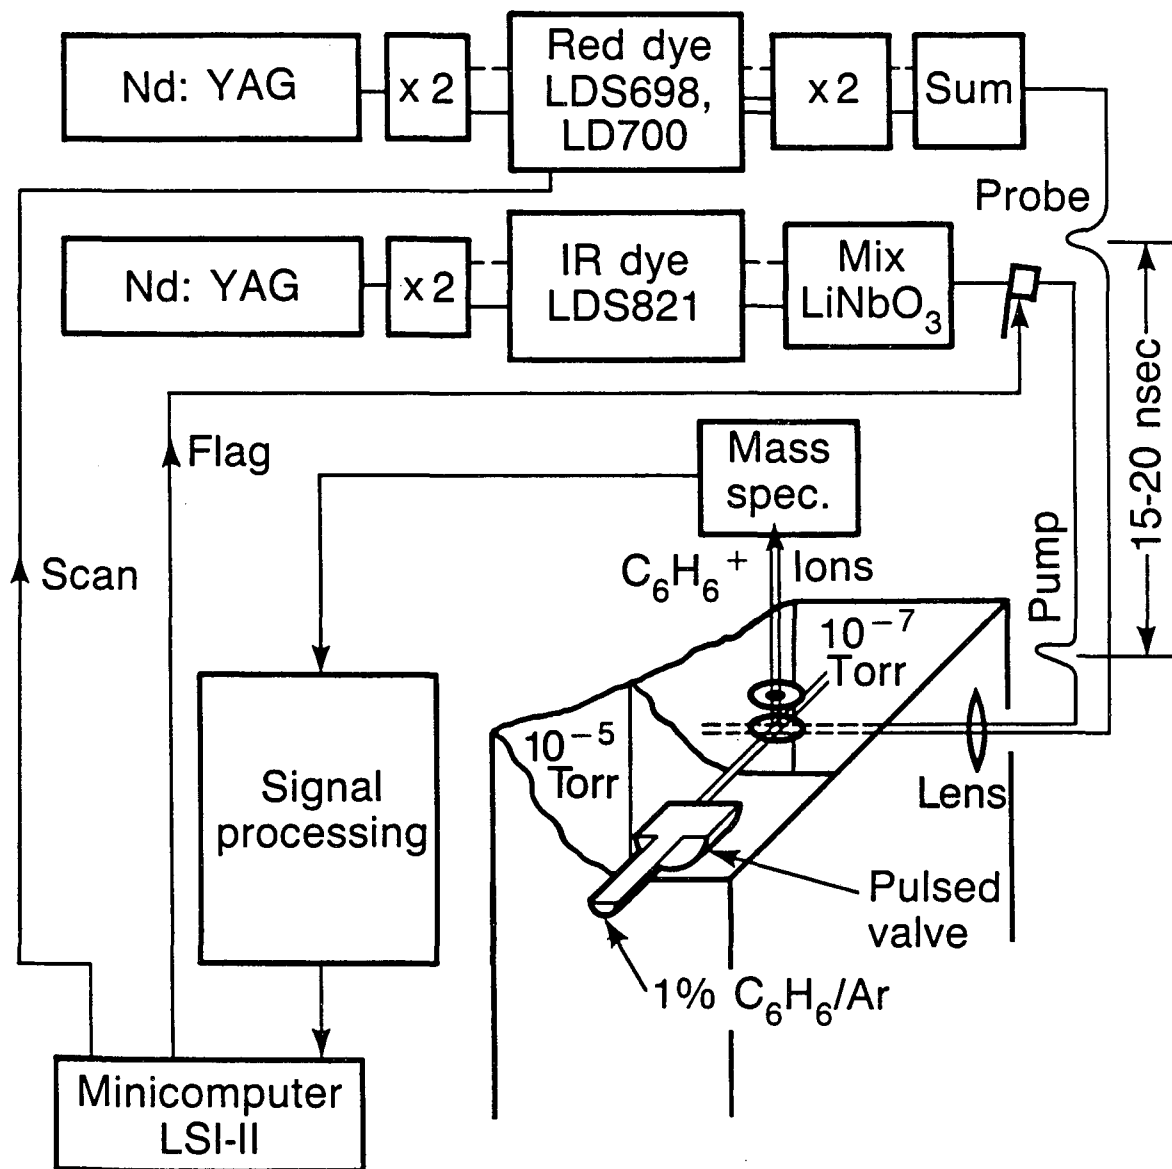 Nd: YAG
x 2
Red dye
LDS698,
LD700
x 2
Sum
Probe
Nd: YAG
x 2
IR dye
LDS821
Mix
LiNbO3
15-20 nsec
Flag
Mass
spec.
Scan
C6H6+
Ions
Pump
10−7
Torr
10−5
Torr
Lens
Signal
processing
Pulsed
valve
1% C6H6/Ar
Minicomputer
LSI-II